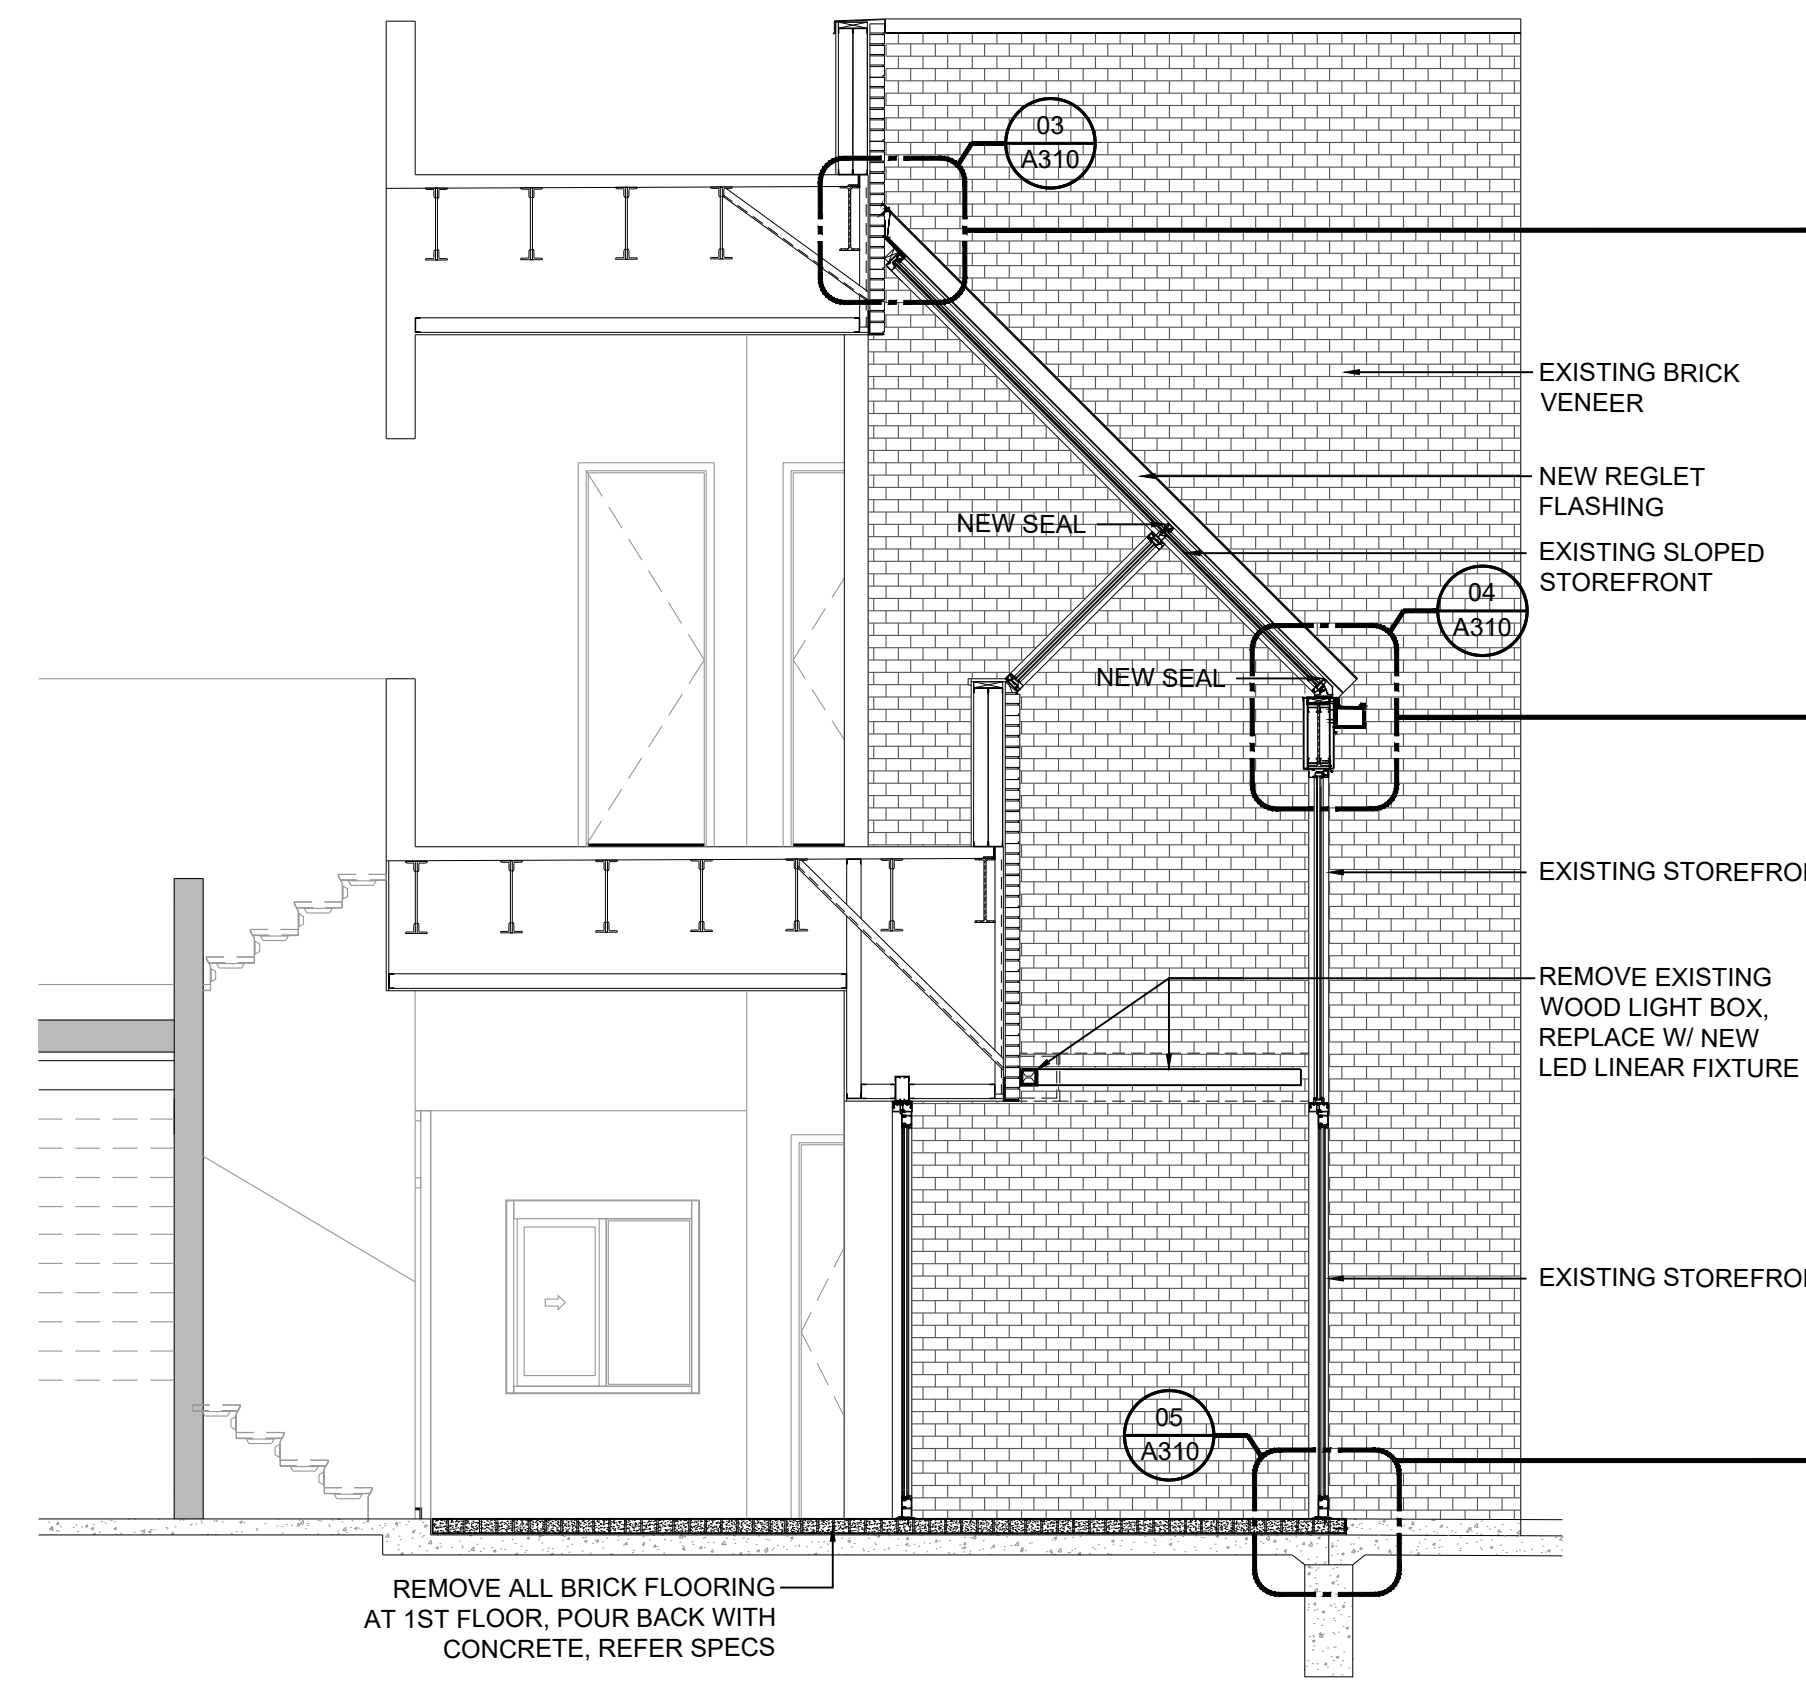 03
A310
EXISTING BRICK
VENEER
NEW REGLET
FLASHING
NEW SEAL
EXISTING SLOPED
STOREFRONT
04
A310
NEW SEAL
EXISTING STOREFRO
REMOVE EXISTING
WOOD LIGHT BOX,
REPLACE W/ NEW
LED LINEAR FIXTURE
EXISTING STOREFRO
05
A310
REMOVE ALL BRICK FLOORING
AT 1ST FLOOR, POUR BACK WITH
CONCRETE, REFER SPECS